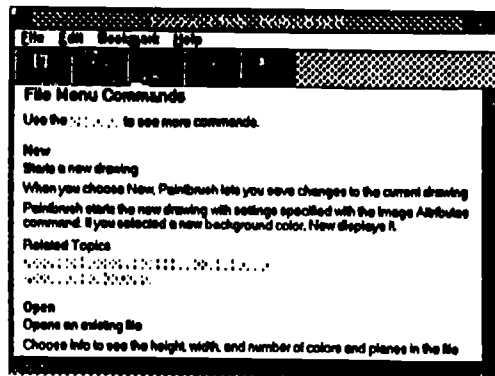 File Edit Bookmark Help
File Menu Commands
Use the to see more commands.
New
Starts a new drawing
When you choose New, Paintbrush lets you save changes to the current drawing
Paintbrush starts the new drawing with settings specified with the Image Attributes
command. If you selected a new background color, New displays it.
Related Topics
Open
Opens an existing file
Choose Info to see the height, width, and number of colors and planes in the file